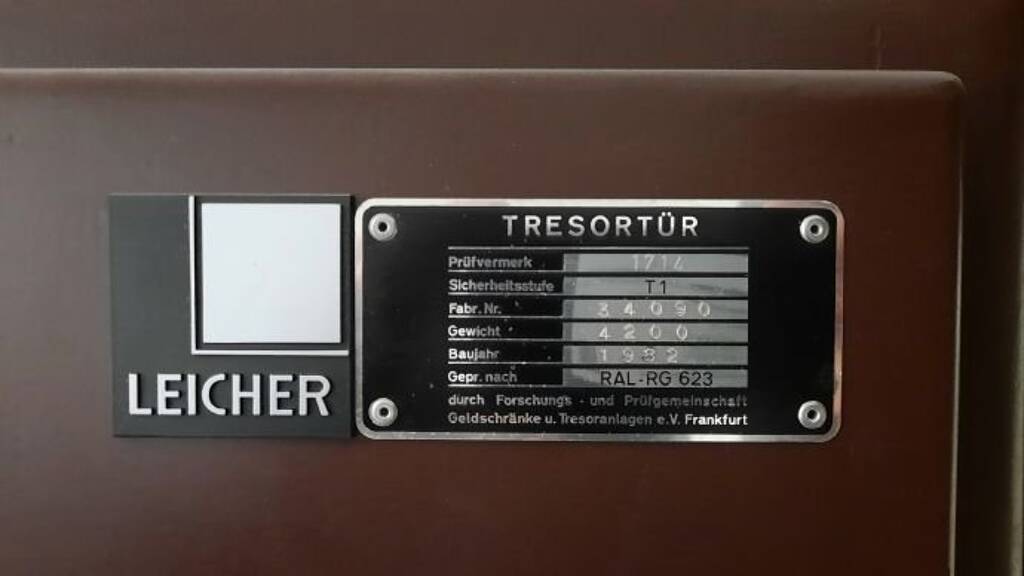 LEICHER
TRESORTÜR
Prüfvermerk 1714
Sicherheitsstufe T1
Fabr. Nr. 34090
Gewicht 4200
Baujahr 1982
Gepr. nach RAL-RG 623
durch Forschungs - und Prüfgemeinschaft
Geldschränke u. Tresoranlagen e.V. Frankfurt